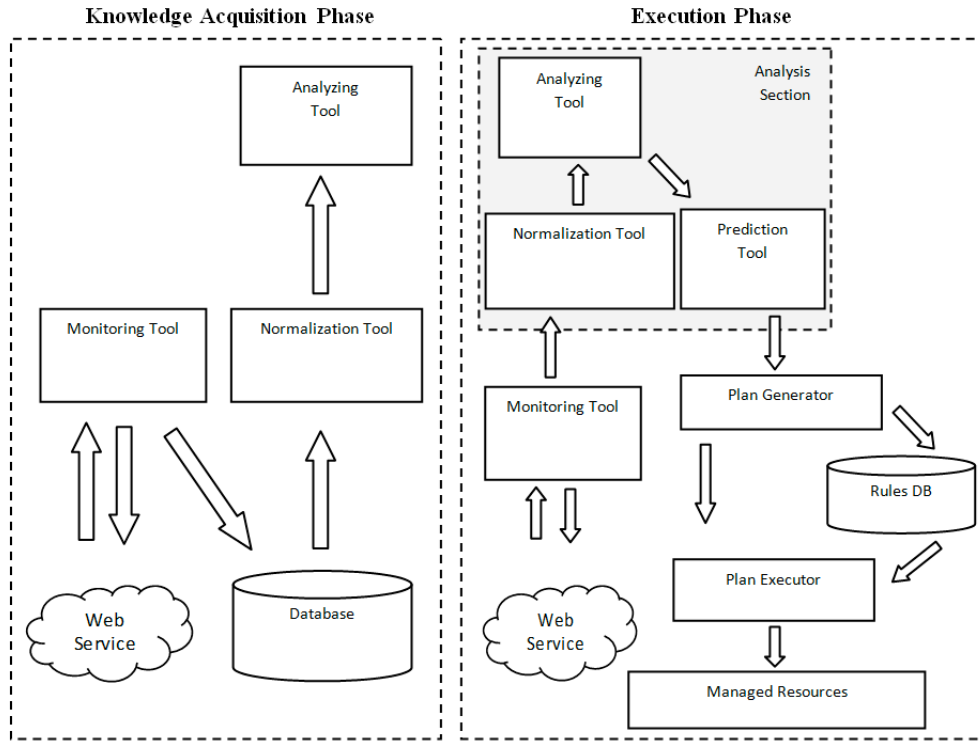 Knowledge Acquisition Phase
Analyzing
Tool
Monitoring Tool
Normalization Tool
Web
Service
Database
Execution Phase
Analyzing
Tool
Analysis
Section
Normalization Tool
Prediction
Tool
Monitoring Tool
Plan Generator
Rules DB
Plan Executor
Web
Service
Managed Resources